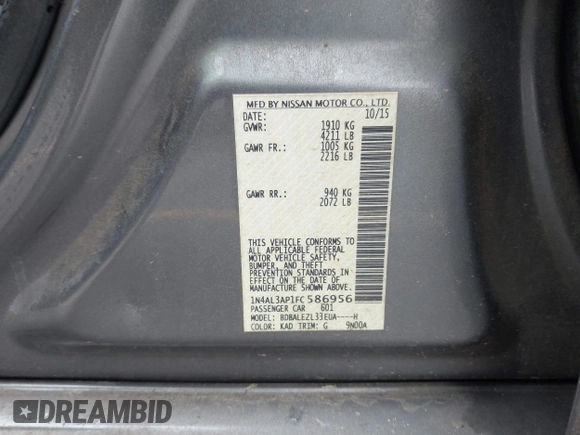 MFD BY NISSAN MOTOR CO., LTD.
DATE: 10/15
GVWR: 1910 KG
4211 LB
GAWR FR.: 1005 KG
2216 LB
GAWR RR.: 940 KG
2072 LB
THIS VEHICLE CONFORMS TO
ALL APPLICABLE FEDERAL
MOTOR VEHICLE SAFETY,
BUMPER, AND THEFT
PREVENTION STANDARDS IN
EFFECT ON THE DATE OF
MANUFACTURE SHOWN ABOVE.
1N4AL3AP1FC586956
PASSENGER CAR 601
MODEL: BDBALEZL33EUA----H
COLOR: KAD TRIM: G 9N00A
DREAMBID